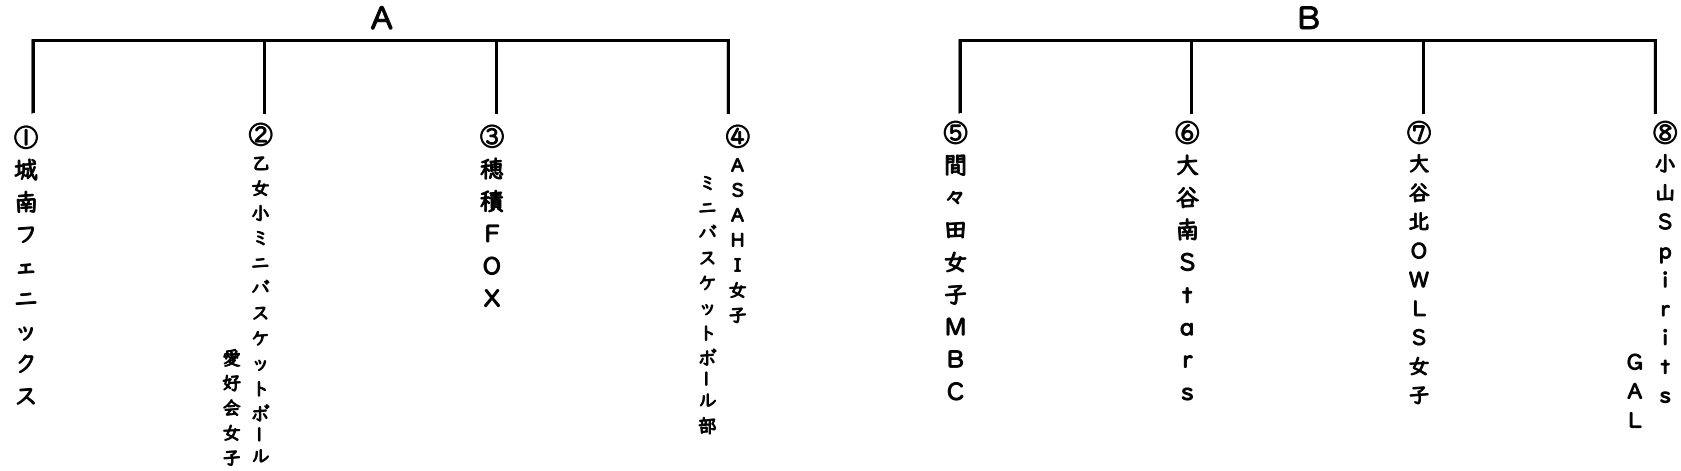 A
①城南フェニックス
②乙女小ミニバスケットボール
愛好会女子
③穂積FOX
④ASAHI女子
ミニバスケットボール部
B
⑤間々田女子MBC
⑥大谷南Stars
⑦大谷北OWLS女子
⑧小山Spirits
GAL